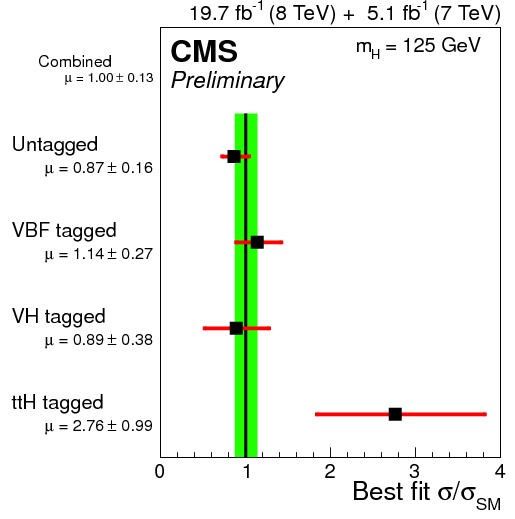 19.7 fb⁻¹ (8 TeV) + 5.1 fb⁻¹ (7 TeV)
CMS
Preliminary
m_H = 125 GeV
Combined
μ = 1.00 ± 0.13
Untagged
μ = 0.87 ± 0.16
VBF tagged
μ = 1.14 ± 0.27
VH tagged
μ = 0.89 ± 0.38
ttH tagged
μ = 2.76 ± 0.99
0 1 2 3 4
Best fit σ/σ_SM